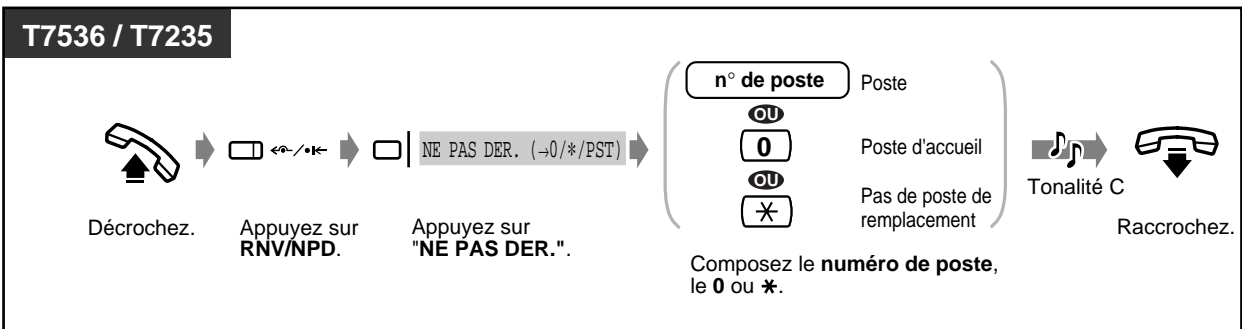 T7536 / T7235
Décrochez.
Appuyez sur
RNV/NPD.
NE PAS DER. (→0/*/PST)
Appuyez sur
"NE PAS DER.".
n° de poste Poste
OU
0 Poste d'accueil
OU
* Pas de poste de
remplacement
Composez le numéro de poste,
le 0 ou *.
Tonalité C
Raccrochez.